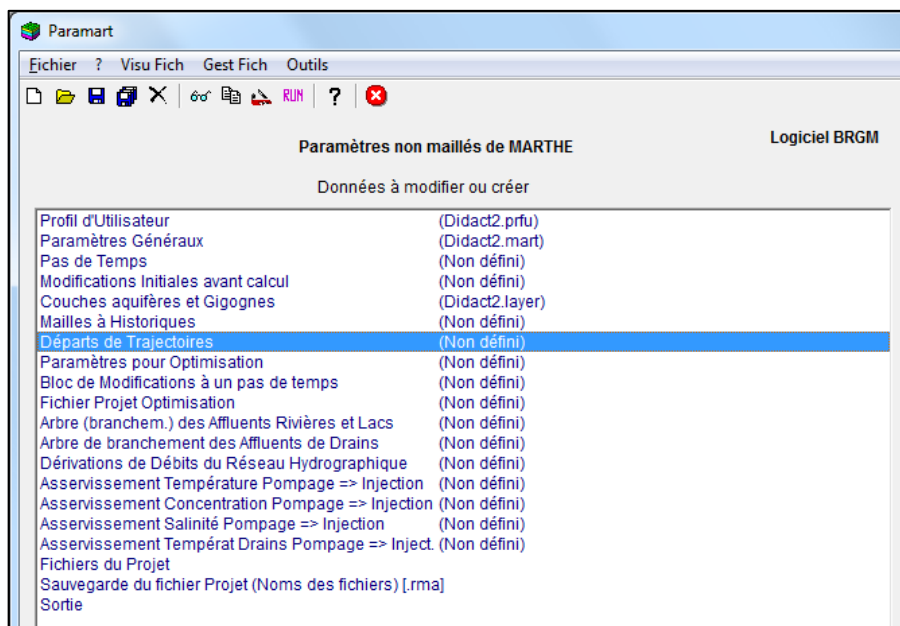 Paramart
Fichier ? Visu Fich Gest Fich Outils
RUN ?
Logiciel BRGM
Paramètres non maillés de MARTHE
Données à modifier ou créer
Profil d'Utilisateur (Didact2.prfu)
Paramètres Généraux (Didact2.mart)
Pas de Temps (Non défini)
Modifications Initiales avant calcul (Non défini)
Couches aquifères et Gigognes (Didact2.layer)
Mailles à Historiques (Non défini)
Départs de Trajectoires (Non défini)
Paramètres pour Optimisation (Non défini)
Bloc de Modifications à un pas de temps (Non défini)
Fichier Projet Optimisation (Non défini)
Arbre (branchem.) des Affluents Rivières et Lacs (Non défini)
Arbre de branchement des Affluents de Drains (Non défini)
Dérivations de Débits du Réseau Hydrographique (Non défini)
Asservissement Température Pompage => Injection (Non défini)
Asservissement Concentration Pompage => Injection (Non défini)
Asservissement Salinité Pompage => Injection (Non défini)
Asservissement Températ Drains Pompage => Inject. (Non défini)
Fichiers du Projet
Sauvegarde du fichier Projet (Noms des fichiers) [.rma]
Sortie